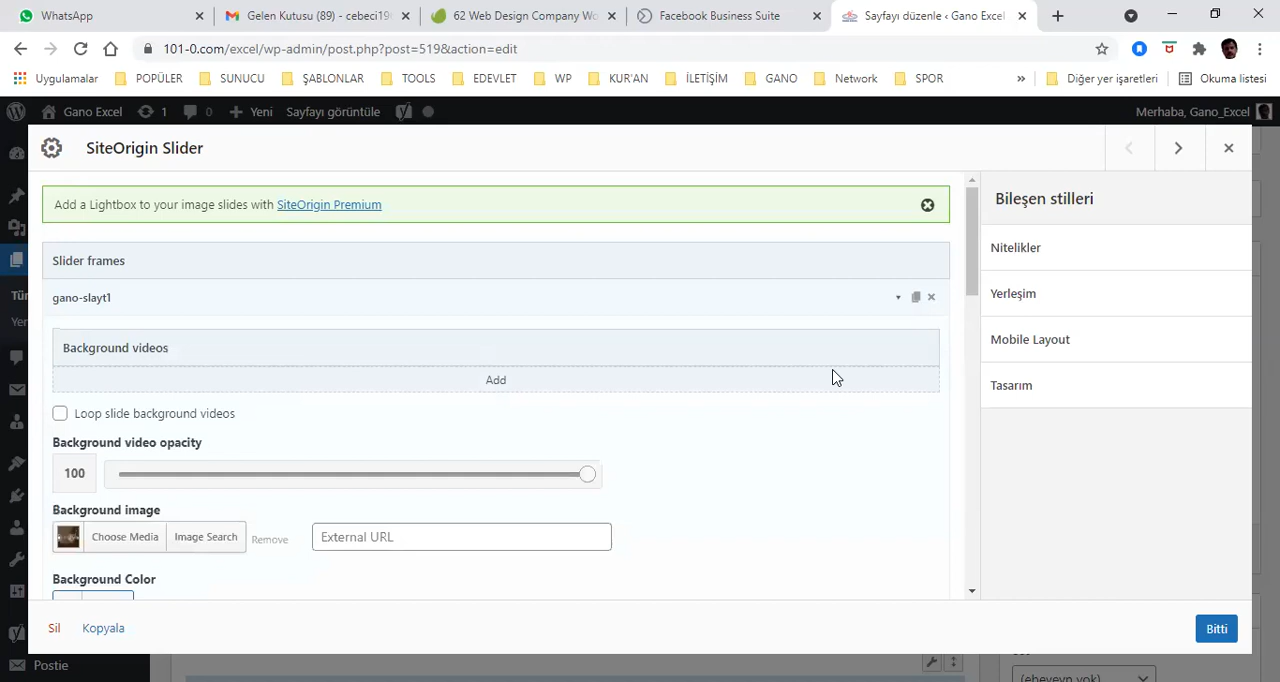 WhatsApp
Gelen Kutusu (89) - cebeci19
62 Web Design Company Wo
Facebook Business Suite
Sayfayı düzenle ‹ Gano Excel
101-0.com/excel/wp-admin/post.php?post=519&action=edit
Uygulamalar
POPÜLER
SUNUCU
ŞABLONLAR
TOOLS
EDEVLET
WP
KUR'AN
İLETİŞİM
GANO
Network
SPOR
»
Diğer yer işaretleri
Okuma listesi
Gano Excel
1
0
Yeni
Sayfayı görüntüle
Merhaba, Gano_Excel
SiteOrigin Slider
Add a Lightbox to your image slides with SiteOrigin Premium
Bileşen stilleri
Slider frames
Nitelikler
gano-slayt1
Yerleşim
Tür
Yer
Background videos
Mobile Layout
Add
Tasarım
Loop slide background videos
Background video opacity
100
Background image
Choose Media
Image Search
Remove
External URL
Background Color
Sil
Kopyala
Bitti
Postie
(ebeveyn yok)